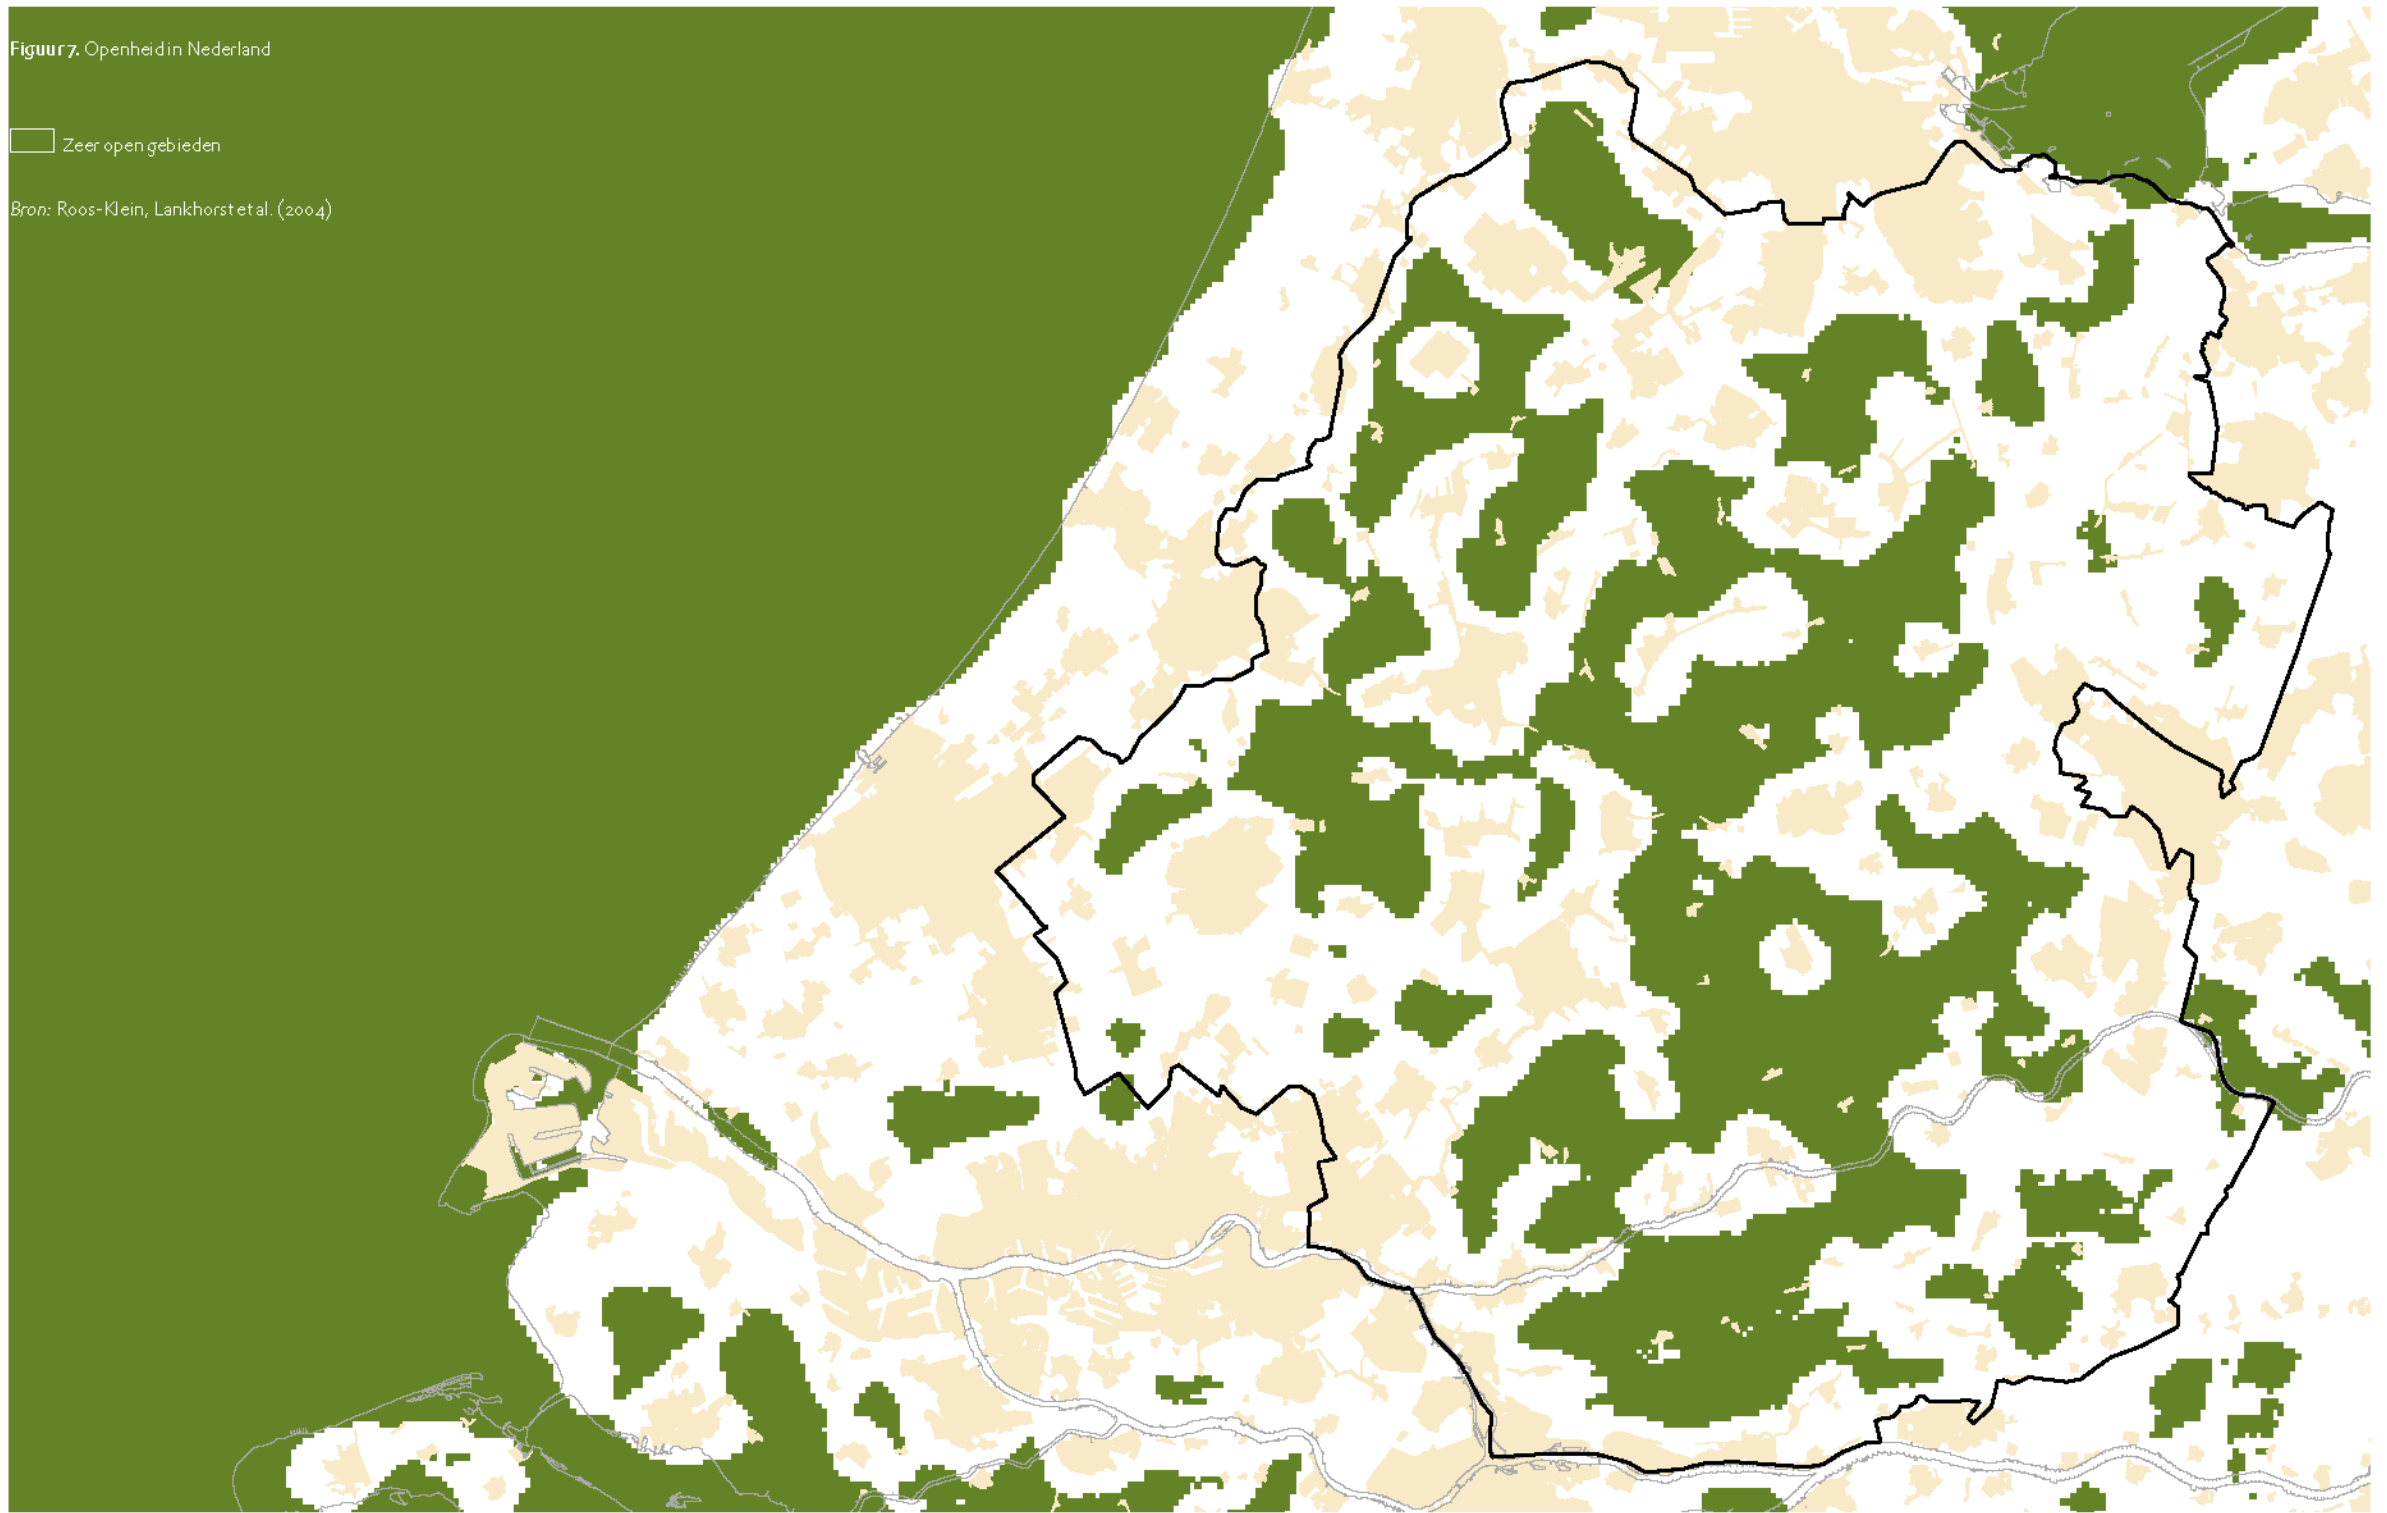 Figuur 7. Openheid in Nederland
Zeer open gebieden
Bron: Roos-Klein, Lankhorst et al. (2004)